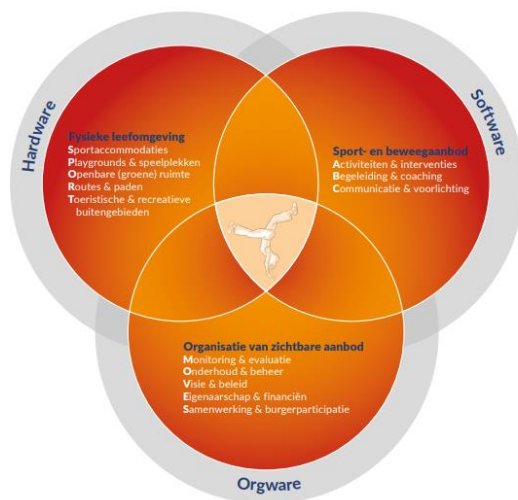 Hardware
Software
Fysieke leefomgeving
Sportaccommodaties
Playgrounds & speelplekken
Openbare (groene) ruimte
Routes & paden
Toeristische & recreatieve
buitengebieden
Sport- en beweegaanbod
Activiteiten & interventies
Begeleiding & coaching
Communicatie & voorlichting
Organisatie van zichtbare aanbod
Monitoring & evaluatie
Onderhoud & beheer
Visie & beleid
Eigenaarschap & financiën
Samenwerking & burgerparticipatie
Orgware